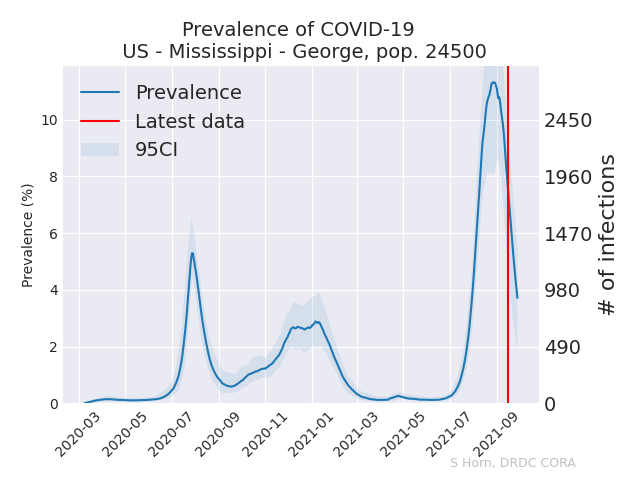 Prevalence of COVID-19
US - Mississippi - George, pop. 24500
Prevalence
Latest data
95CI
Prevalence (%)
10
8
6
4
2
0
2450
1960
1470
980
490
0
# of infections
2020-03
2020-05
2020-07
2020-09
2020-11
2021-01
2021-03
2021-05
2021-07
2021-09
S Horn, DRDC CORA